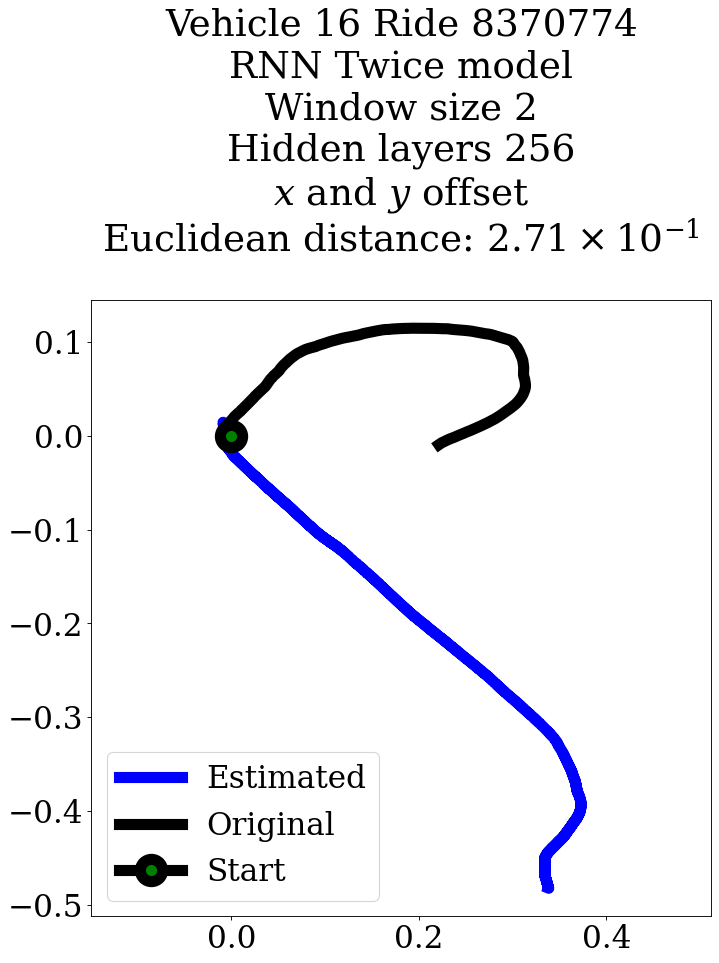 Vehicle 16 Ride 8370774
RNN Twice model
Window size 2
Hidden layers 256
x and y offset
Euclidean distance: 2.71 × 10⁻¹
0.1
0.0
−0.1
−0.2
−0.3
−0.4
−0.5
Estimated
Original
Start
0.0 0.2 0.4